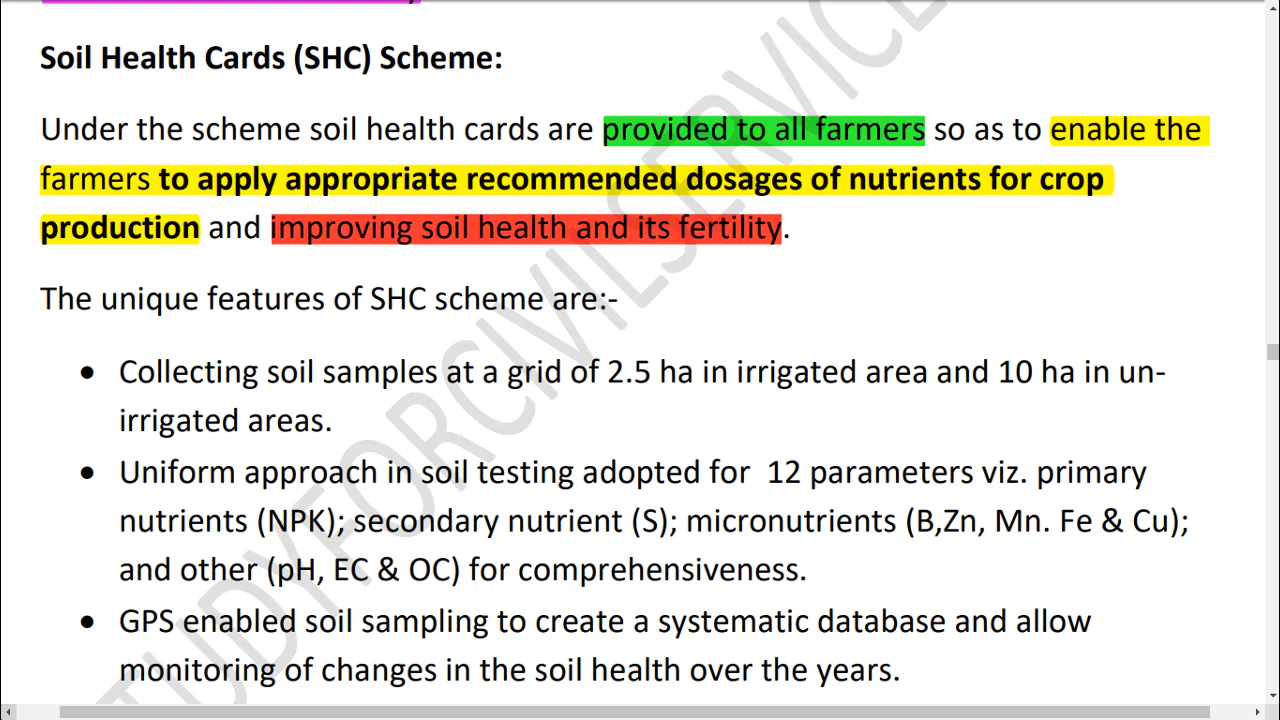 Soil Health Cards (SHC) Scheme:
Under the scheme soil health cards are provided to all farmers so as to enable the
farmers to apply appropriate recommended dosages of nutrients for crop
production and improving soil health and its fertility.
The unique features of SHC scheme are:-
• Collecting soil samples at a grid of 2.5 ha in irrigated area and 10 ha in un-
irrigated areas.
• Uniform approach in soil testing adopted for  12 parameters viz. primary
nutrients (NPK); secondary nutrient (S); micronutrients (B,Zn, Mn. Fe & Cu);
and other (pH, EC & OC) for comprehensiveness.
• GPS enabled soil sampling to create a systematic database and allow
monitoring of changes in the soil health over the years.